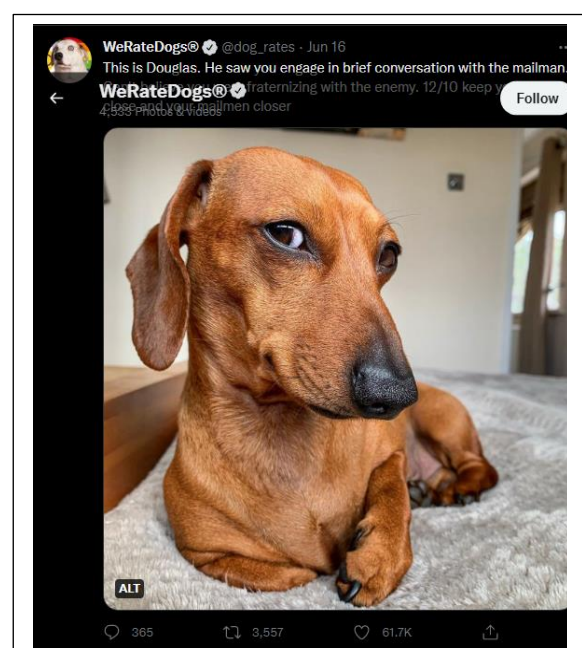 WeRateDogs® @dog_rates · Jun 16
This is Douglas. He saw you engage in brief conversation with the mailman.
fraternizing with the enemy. 12/10 keep
close and your mailmen closer
WeRateDogs®
4,533 Photos & videos
Follow
ALT
365 3,557 61.7K